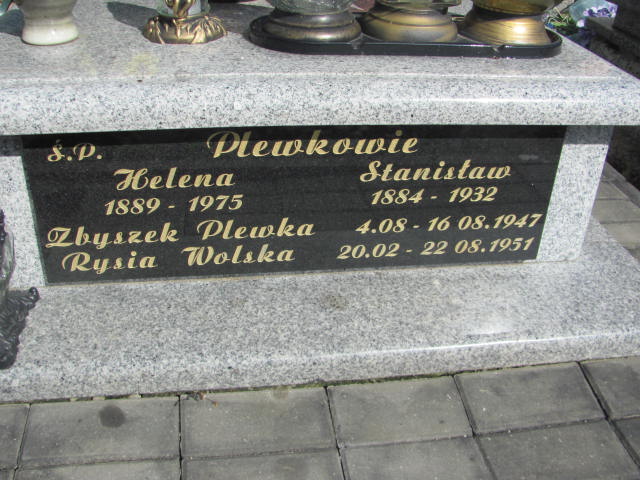 Ś.P. Plewkowie
Helena Stanisław
1889 - 1975 1884 - 1932
Zbyszek Plewka 4.08 - 16 08.1947
Rysia Wolska 20.02 - 22 08.1951